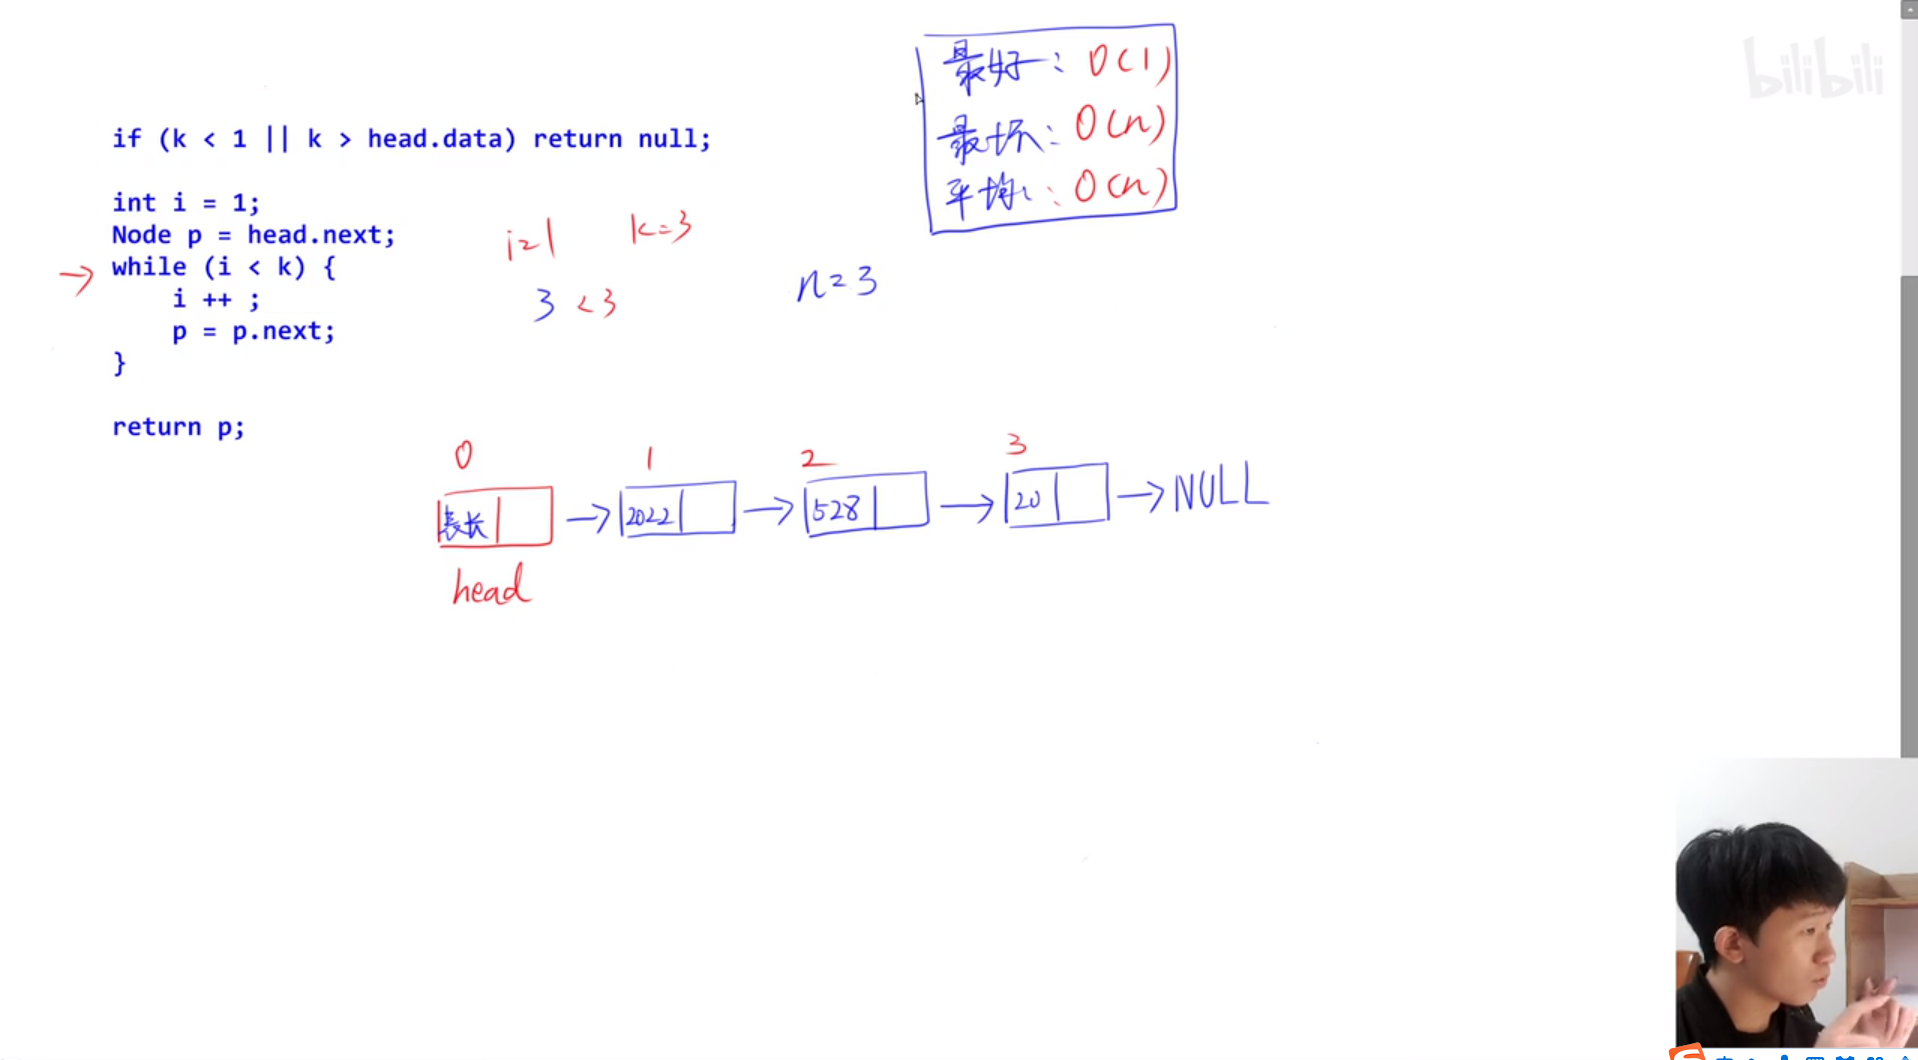 最好: O(1)
最坏: O(n)
平均: O(n)
bilibili
if (k < 1 || k > head.data) return null;
int i = 1;
Node p = head.next;
while (i < k) {
i ++ ;
p = p.next;
}
return p;
i=1 k=3
3 < 3
n=3
0 1 2 3
表长 → 2022 → 528 → 20 → NULL
head